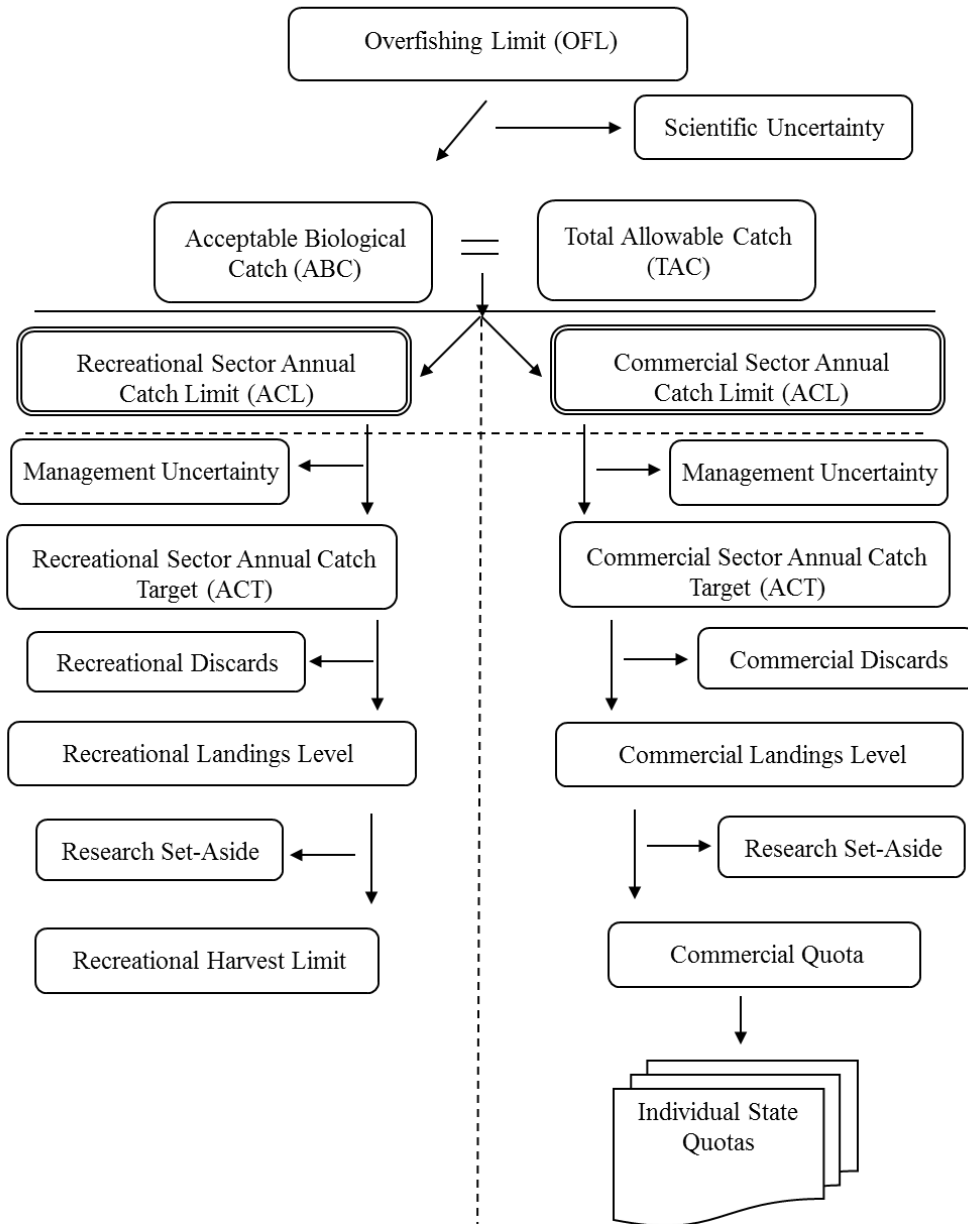 Overfishing Limit (OFL)
Scientific Uncertainty
Acceptable Biological
Catch (ABC)
Total Allowable Catch
(TAC)
Recreational Sector Annual
Catch Limit (ACL)
Commercial Sector Annual
Catch Limit (ACL)
Management Uncertainty
Management Uncertainty
Recreational Sector Annual Catch
Target (ACT)
Commercial Sector Annual Catch
Target (ACT)
Recreational Discards
Commercial Discards
Recreational Landings Level
Commercial Landings Level
Research Set-Aside
Research Set-Aside
Recreational Harvest Limit
Commercial Quota
Individual State
Quotas